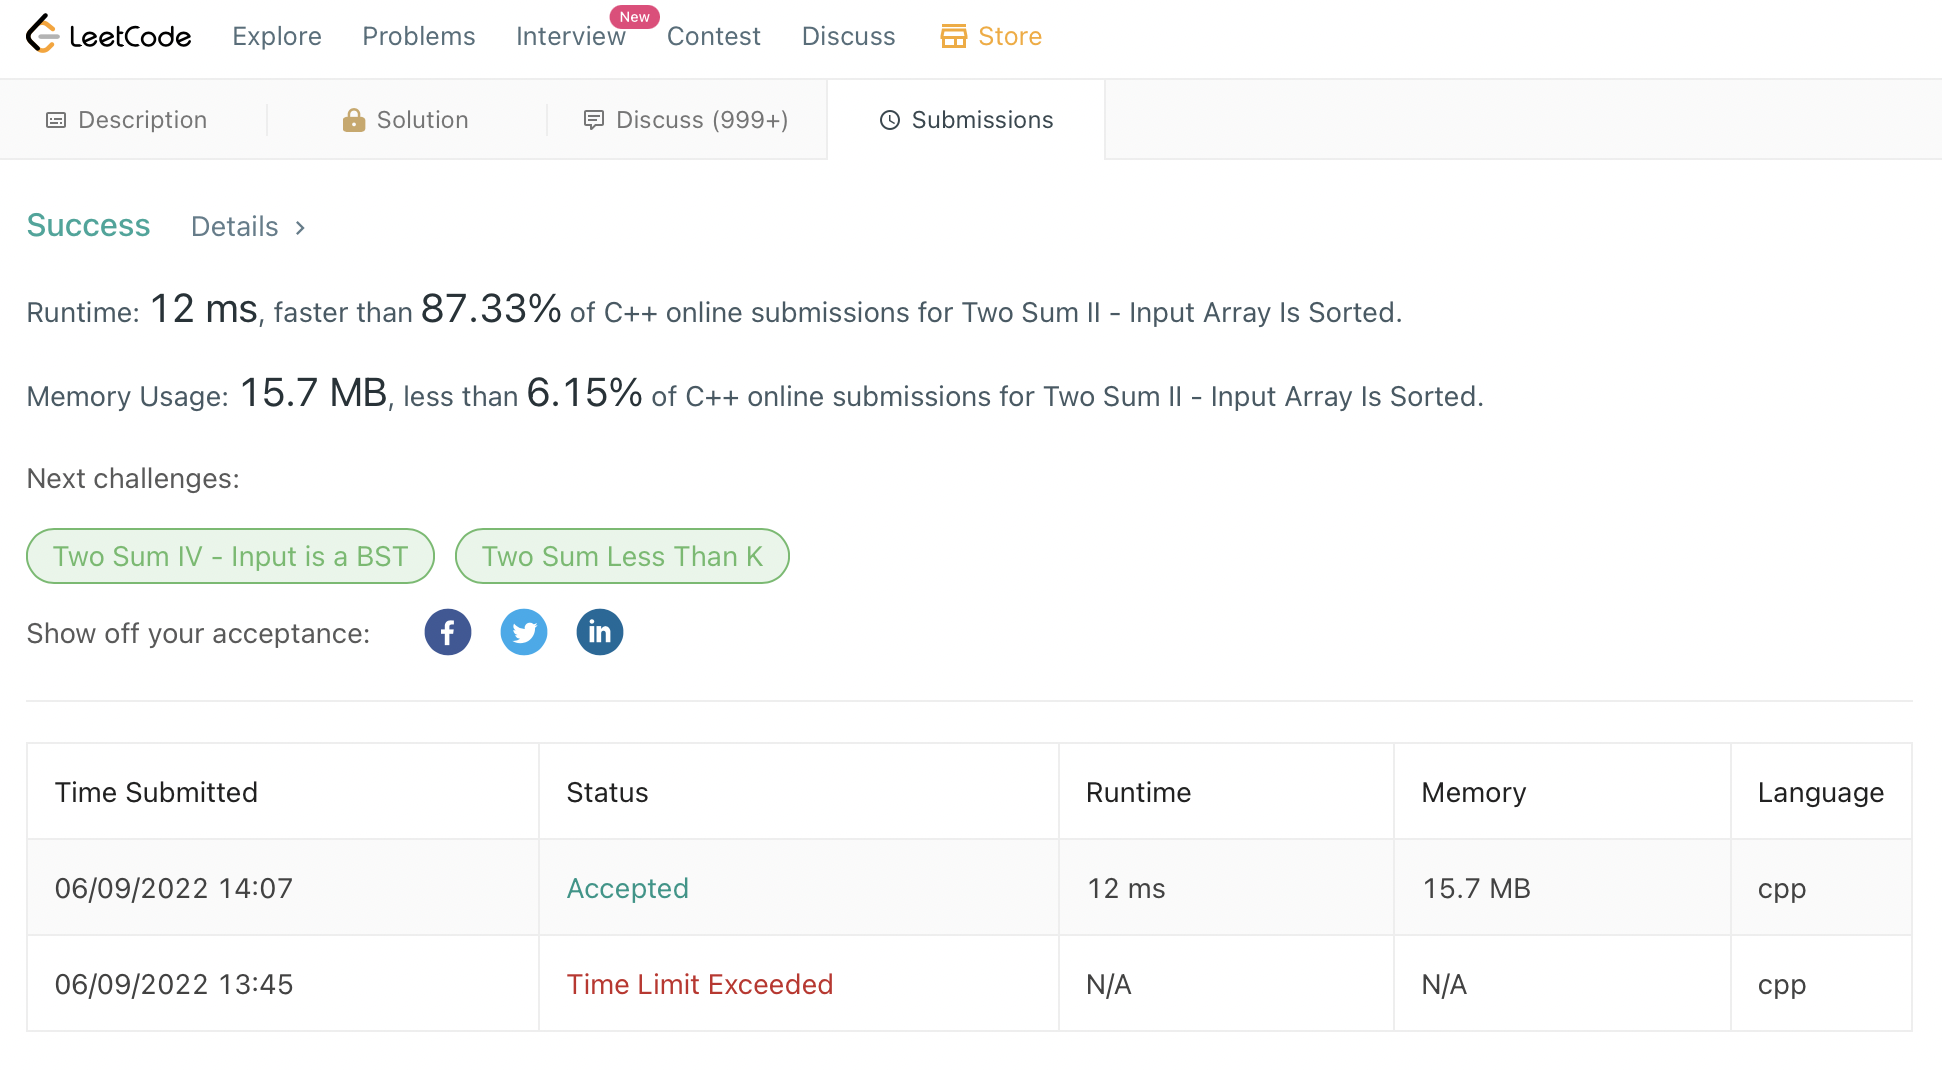 LeetCode Explore Problems Interview New Contest Discuss Store
Description Solution Discuss (999+) Submissions
Success Details >
Runtime: 12 ms, faster than 87.33% of C++ online submissions for Two Sum II - Input Array Is Sorted.
Memory Usage: 15.7 MB, less than 6.15% of C++ online submissions for Two Sum II - Input Array Is Sorted.
Next challenges:
Two Sum IV - Input is a BST Two Sum Less Than K
Show off your acceptance: f in
Time Submitted Status Runtime Memory Language
06/09/2022 14:07 Accepted 12 ms 15.7 MB cpp
06/09/2022 13:45 Time Limit Exceeded N/A N/A cpp